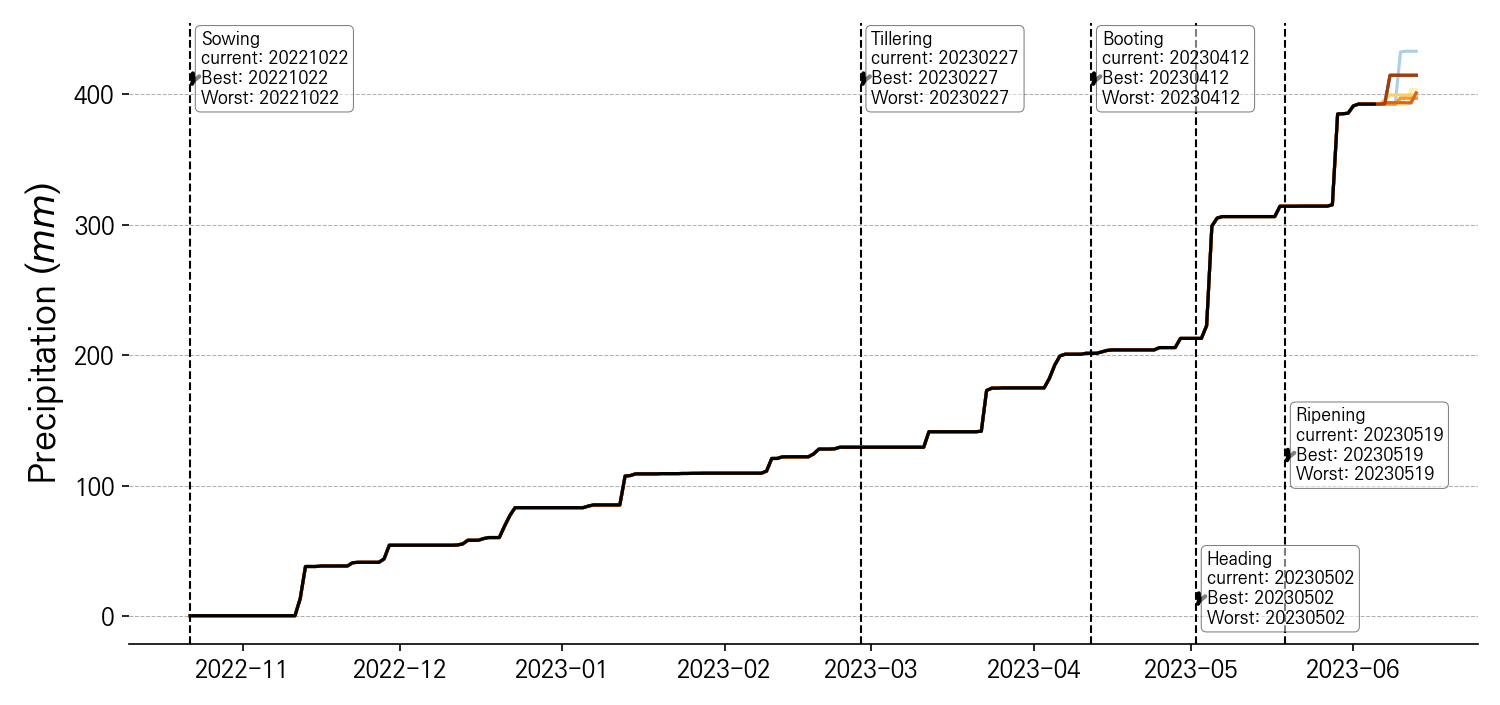 Sowing
current: 20221022
Best: 20221022
Worst: 20221022
Tillering
current: 20230227
Best: 20230227
Worst: 20230227
Booting
current: 20230412
Best: 20230412
Worst: 20230412
Ripening
current: 20230519
Best: 20230519
Worst: 20230519
Heading
current: 20230502
Best: 20230502
Worst: 20230502
Precipitation (mm)
400
300
200
100
0
2022-11
2022-12
2023-01
2023-02
2023-03
2023-04
2023-05
2023-06